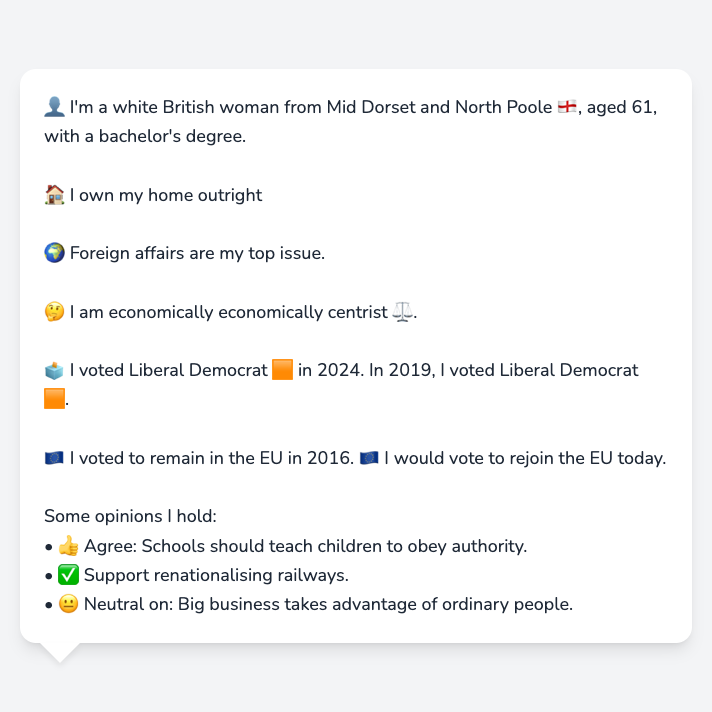 👤 I'm a white British woman from Mid Dorset and North Poole 🏴󠁧󠁢󠁥󠁮󠁧󠁿, aged 61,
with a bachelor's degree.
🏠 I own my home outright
🌍 Foreign affairs are my top issue.
🤔 I am economically economically centrist ⚖️.
🗳️ I voted Liberal Democrat 🟧 in 2024. In 2019, I voted Liberal Democrat
🟧.
🇪🇺 I voted to remain in the EU in 2016. 🇪🇺 I would vote to rejoin the EU today.
Some opinions I hold:
• 👍 Agree: Schools should teach children to obey authority.
• ✅ Support renationalising railways.
• 😐 Neutral on: Big business takes advantage of ordinary people.